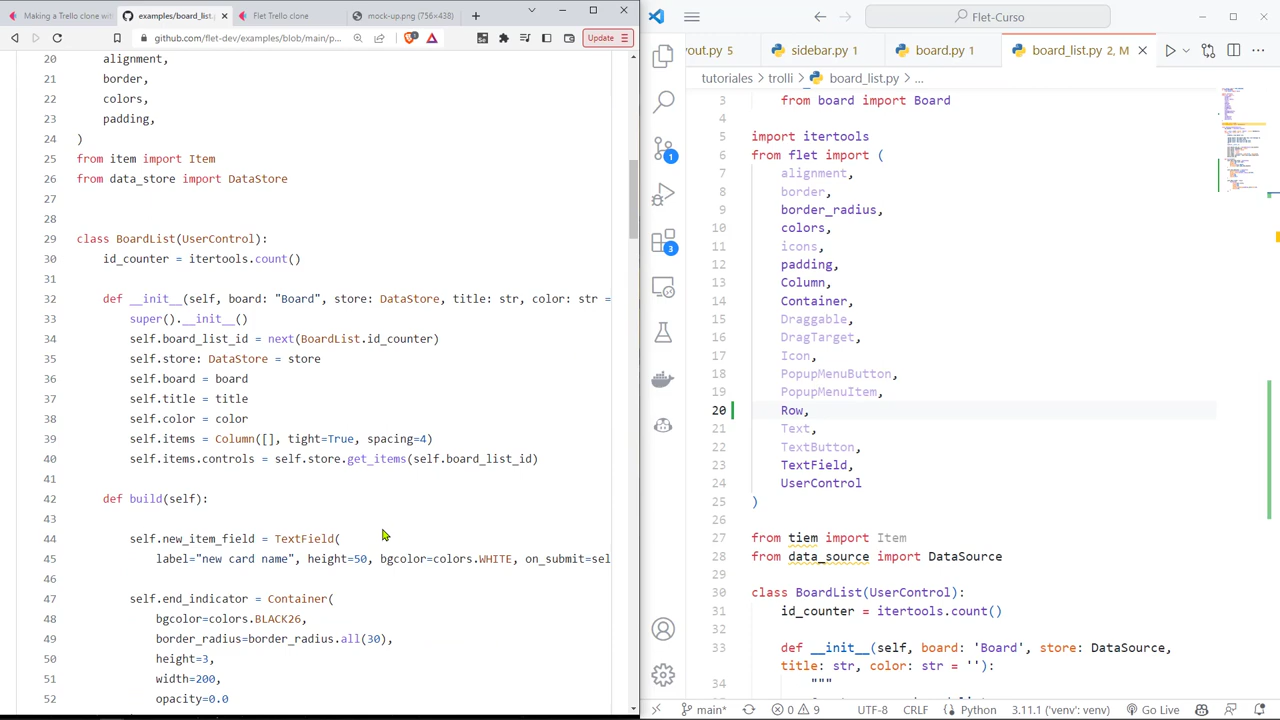 Making a Trello clone with
examples/board_list.
Trello clone
mock-up.png (756×438)
github.com/flet-dev/examples/blob/main/p...
Update
20 alignment,
21 border,
22 colors,
23 padding,
24 )
25 from item import Item
26 from data_store import DataStore
27
28
29 class BoardList(UserControl):
30 id_counter = itertools.count()
31
32 def __init__(self, board: "Board", store: DataStore, title: str, color: str =
33 super().__init__()
34 self.board_list_id = next(BoardList.id_counter)
35 self.store: DataStore = store
36 self.board = board
37 self.title = title
38 self.color = color
39 self.items = Column([], tight=True, spacing=4)
40 self.items.controls = self.store.get_items(self.board_list_id)
41
42 def build(self):
43
44 self.new_item_field = TextField(
45 label="new card name", height=50, bgcolor=colors.WHITE, on_submit=sel
46
47 self.end_indicator = Container(
48 bgcolor=colors.BLACK26,
49 border_radius=border_radius.all(30),
50 height=3,
51 width=200,
52 opacity=0.0
Flet-Curso
yout.py 5
sidebar.py 1
board.py 1
board_list.py 2, M
tutoriales > trolli > board_list.py > ...
3 from board import Board
4
5 import itertools
6 from flet import (
7 alignment,
8 border,
9 border_radius,
10 colors,
11 icons,
12 padding,
13 Column,
14 Container,
15 Draggable,
16 DragTarget,
17 Icon,
18 PopupMenuButton,
19 PopupMenuItem,
20 Row,
21 Text,
22 TextButton,
23 TextField,
24 UserControl
25 )
26
27 from tiem import Item
28 from data_source import DataSource
29
30 class BoardList(UserControl):
31 id_counter = itertools.count()
32
33 def __init__(self, board: 'Board', store: DataSource,
title: str, color: str = ''):
34 """
1
3
main*
0 9
UTF-8
CRLF
Python
3.11.1 ('venv': venv)
Go Live